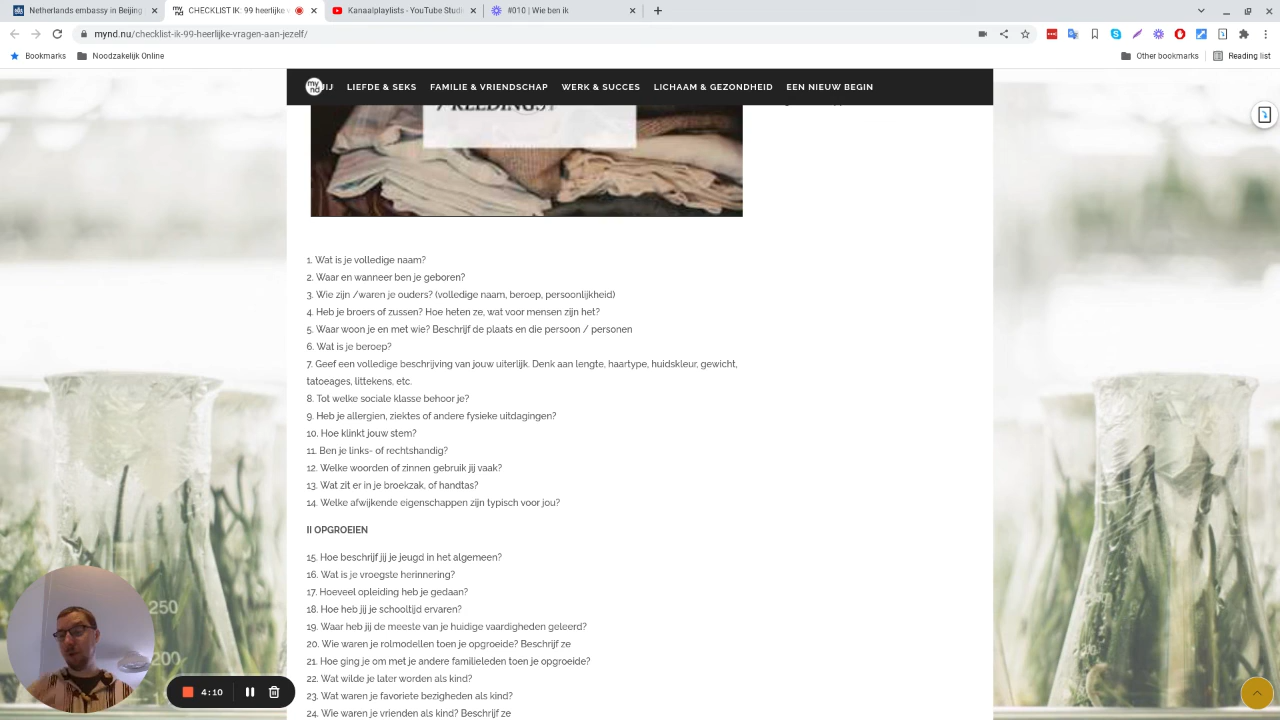 Netherlands embassy in Beijing
CHECKLIST IK: 99 heerlijke v
Kanaalplaylists - YouTube Studi
#010 | Wie ben ik
mynd.nu/checklist-ik-99-heerlijke-vragen-aan-jezelf/
Bookmarks
Noodzakelijk Online
Other bookmarks
Reading list
my
nd
JIJ
LIEFDE & SEKS
FAMILIE & VRIENDSCHAP
WERK & SUCCES
LICHAAM & GEZONDHEID
EEN NIEUW BEGIN
1. Wat is je volledige naam?
2. Waar en wanneer ben je geboren?
3. Wie zijn /waren je ouders? (volledige naam, beroep, persoonlijkheid)
4. Heb je broers of zussen? Hoe heten ze, wat voor mensen zijn het?
5. Waar woon je en met wie? Beschrijf de plaats en die persoon / personen
6. Wat is je beroep?
7. Geef een volledige beschrijving van jouw uiterlijk. Denk aan lengte, haartype, huidskleur, gewicht,
tatoeages, littekens, etc.
8. Tot welke sociale klasse behoor je?
9. Heb je allergien, ziektes of andere fysieke uitdagingen?
10. Hoe klinkt jouw stem?
11. Ben je links- of rechtshandig?
12. Welke woorden of zinnen gebruik jij vaak?
13. Wat zit er in je broekzak, of handtas?
14. Welke afwijkende eigenschappen zijn typisch voor jou?
II OPGROEIEN
15. Hoe beschrijf jij je jeugd in het algemeen?
16. Wat is je vroegste herinnering?
17. Hoeveel opleiding heb je gedaan?
18. Hoe heb jij je schooltijd ervaren?
19. Waar heb jij de meeste van je huidige vaardigheden geleerd?
20. Wie waren je rolmodellen toen je opgroeide? Beschrijf ze
21. Hoe ging je om met je andere familieleden toen je opgroeide?
22. Wat wilde je later worden als kind?
23. Wat waren je favoriete bezigheden als kind?
24. Wie waren je vrienden als kind? Beschrijf ze
250
200
4:10